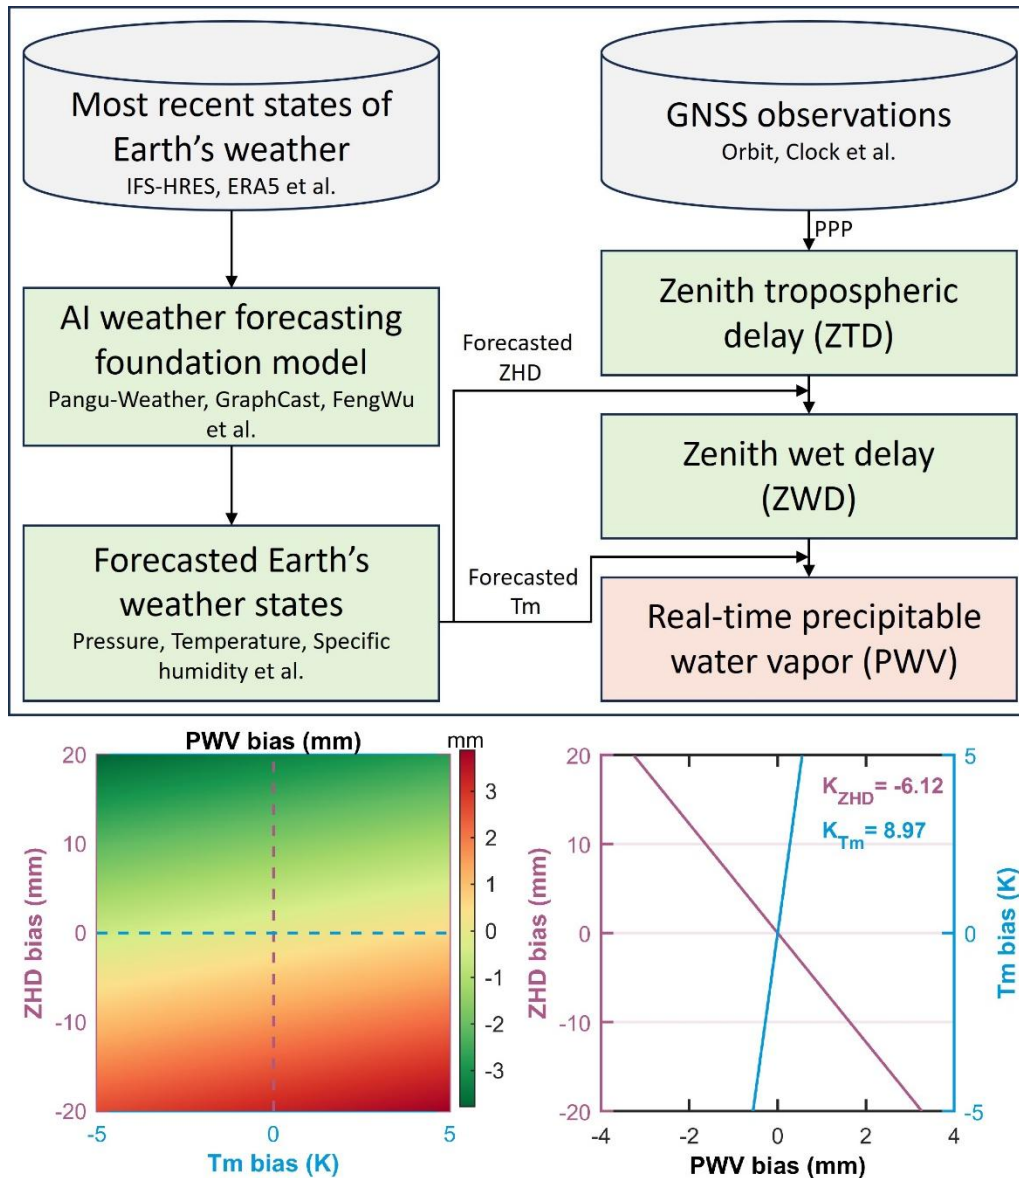 Most recent states of
Earth's weather
IFS-HRES, ERA5 et al.
GNSS observations
Orbit, Clock et al.
PPP
AI weather forecasting
foundation model
Pangu-Weather, GraphCast, FengWu
et al.
Zenith tropospheric
delay (ZTD)
Forecasted
ZHD
Zenith wet delay
(ZWD)
Forecasted Earth's
weather states
Pressure, Temperature, Specific
humidity et al.
Forecasted
Tm
Real-time precipitable
water vapor (PWV)
PWV bias (mm)
mm
20
10
0
-10
-20
ZHD bias (mm)
-5
0
5
Tm bias (K)
3
2
1
0
-1
-2
-3
20
10
0
-10
-20
ZHD bias (mm)
K_ZHD = -6.12
K_Tm = 8.97
5
0
-5
Tm bias (K)
-4
-2
0
2
4
PWV bias (mm)